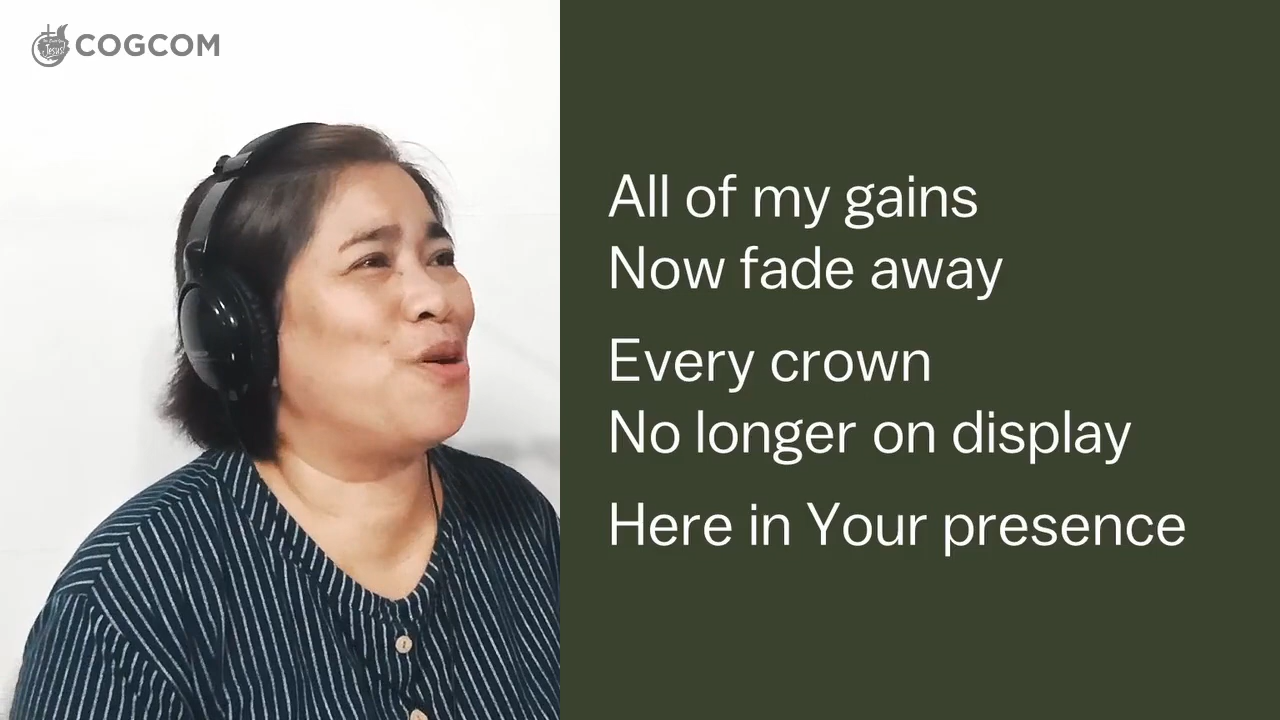 COGCOM
All of my gains
Now fade away
Every crown
No longer on display
Here in Your presence